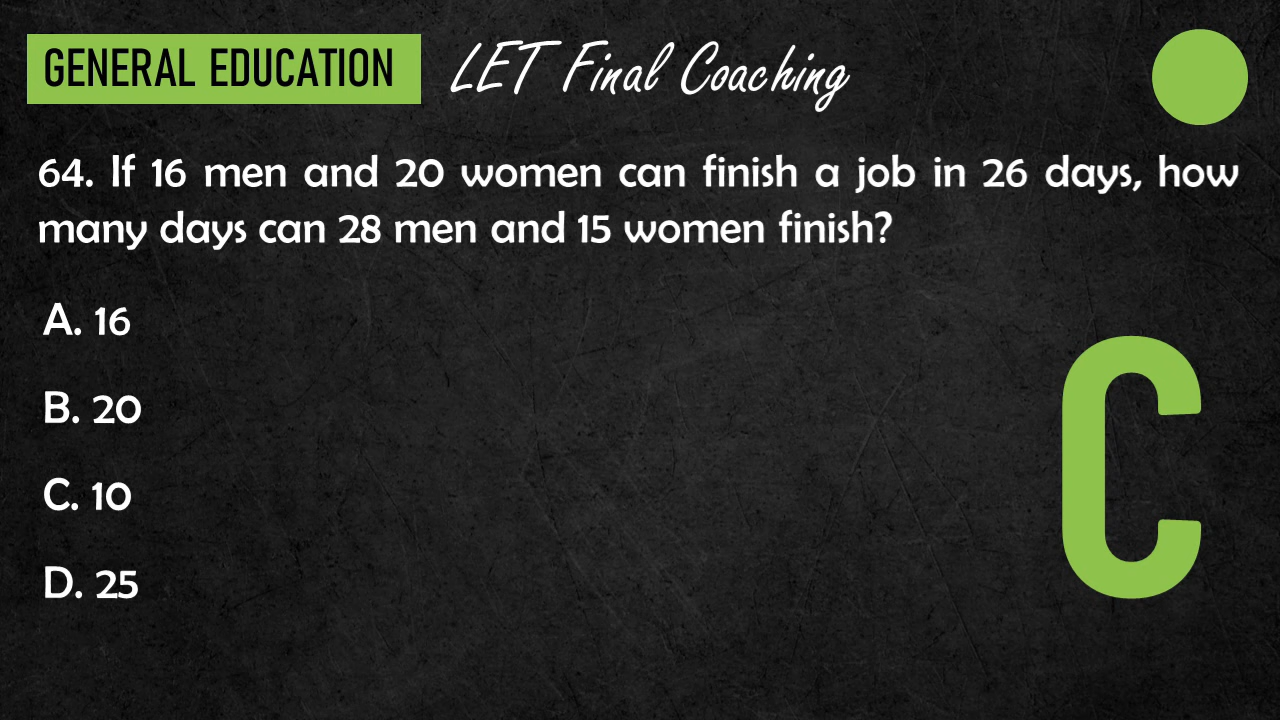 GENERAL EDUCATION LET Final Coaching
64. If 16 men and 20 women can finish a job in 26 days, how
many days can 28 men and 15 women finish?
A. 16
B. 20
C. 10
D. 25
C